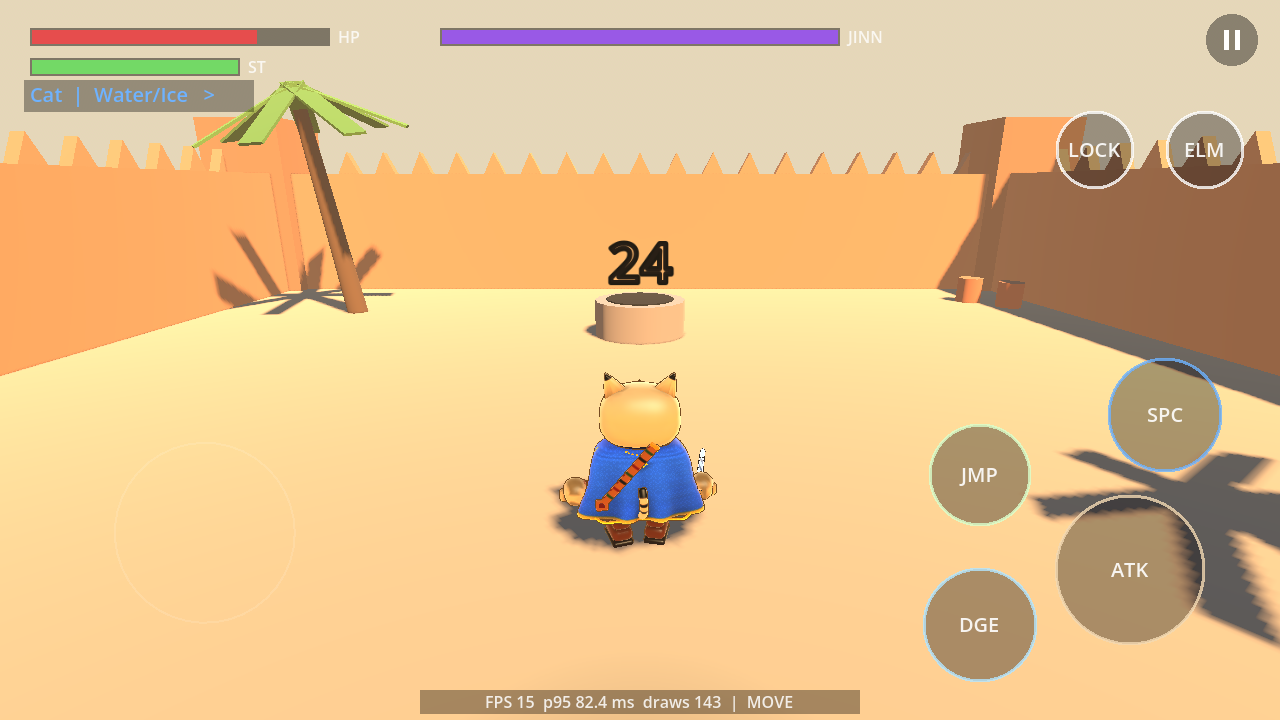 HP
JINN
ST
Cat | Water/Ice >
LOCK
ELM
24
SPC
JMP
ATK
DGE
FPS 15 p95 82.4 ms draws 143 | MOVE